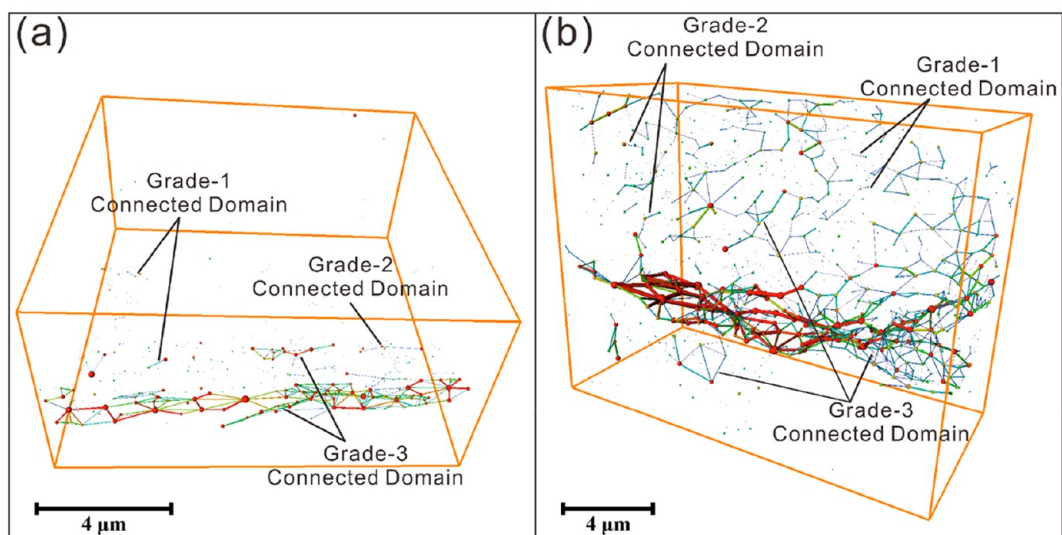 (a)
Grade-1
Connected Domain
Grade-2
Connected Domain
Grade-3
Connected Domain
4 μm
(b)
Grade-2
Connected Domain
Grade-1
Connected Domain
Grade-3
Connected Domain
4 μm